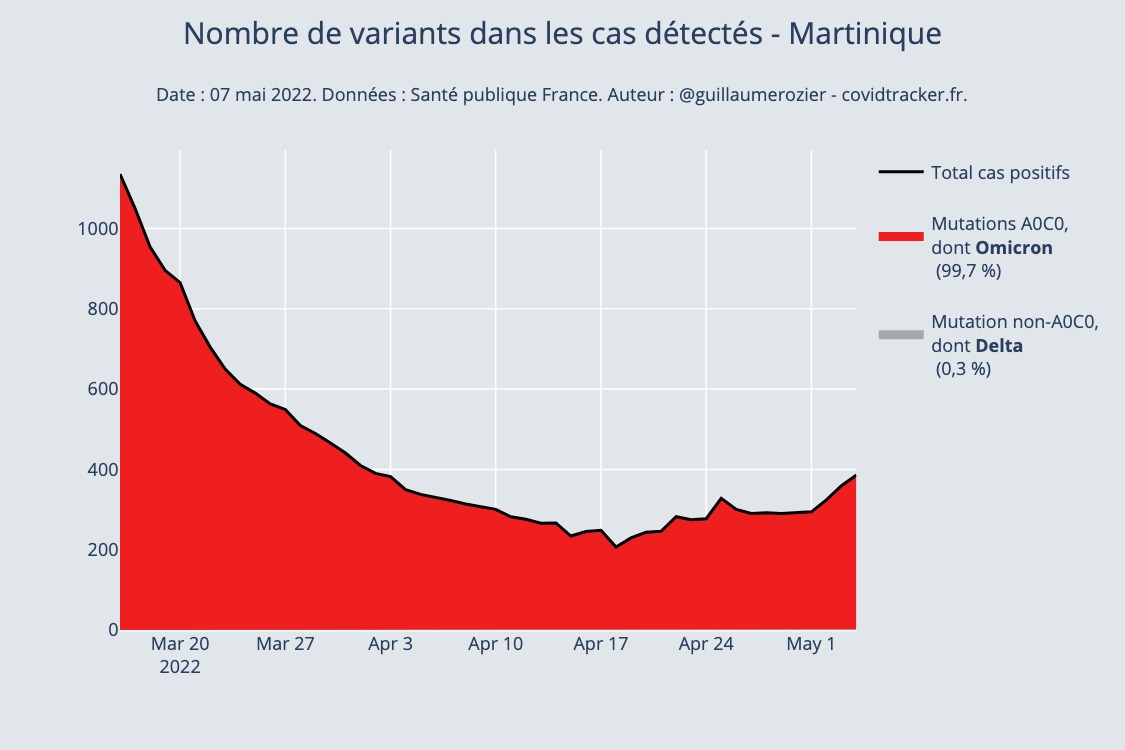 Nombre de variants dans les cas détectés - Martinique
Date : 07 mai 2022. Données : Santé publique France. Auteur : @guillaumerozier - covidtracker.fr.
Total cas positifs
Mutations A0C0,
dont Omicron
(99,7 %)
Mutation non-A0C0,
dont Delta
(0,3 %)
1000
800
600
400
200
0
Mar 20 Mar 27 Apr 3 Apr 10 Apr 17 Apr 24 May 1
2022